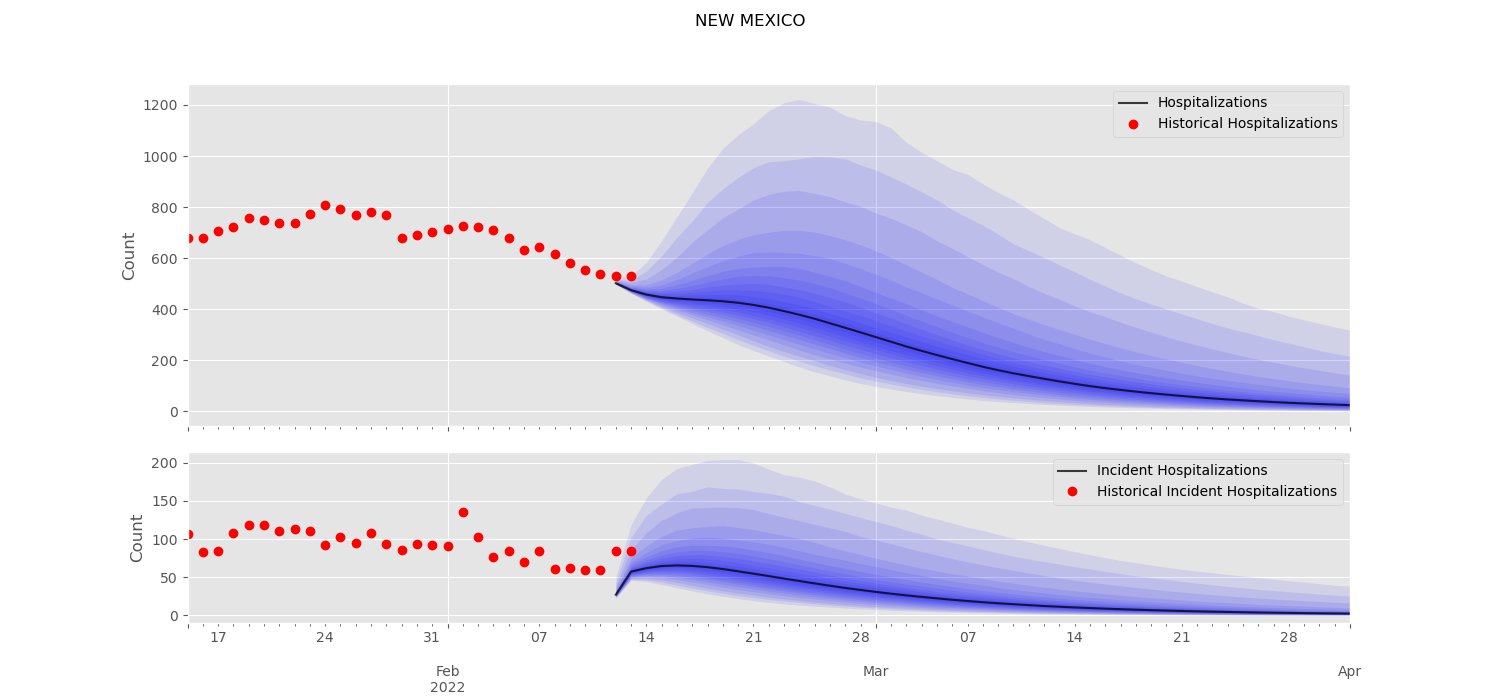 NEW MEXICO
Count
1200
1000
800
600
400
200
0
Hospitalizations
Historical Hospitalizations
Count
200
150
100
50
0
Incident Hospitalizations
Historical Incident Hospitalizations
17 24 31 07 14 21 28 07 14 21 28
Feb Mar Apr
2022